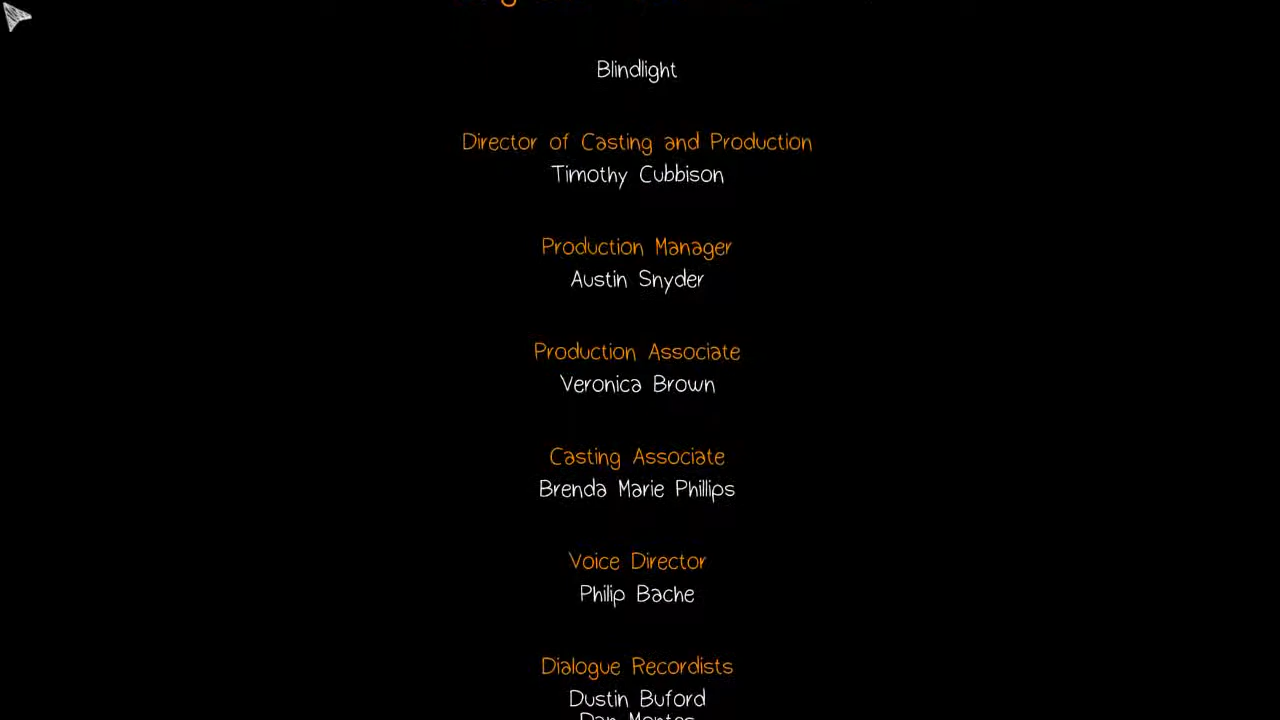 Blindlight
Director of Casting and Production
Timothy Cubbison
Production Manager
Austin Snyder
Production Associate
Veronica Brown
Casting Associate
Brenda Marie Phillips
Voice Director
Philip Bache
Dialogue Recordists
Dustin Buford